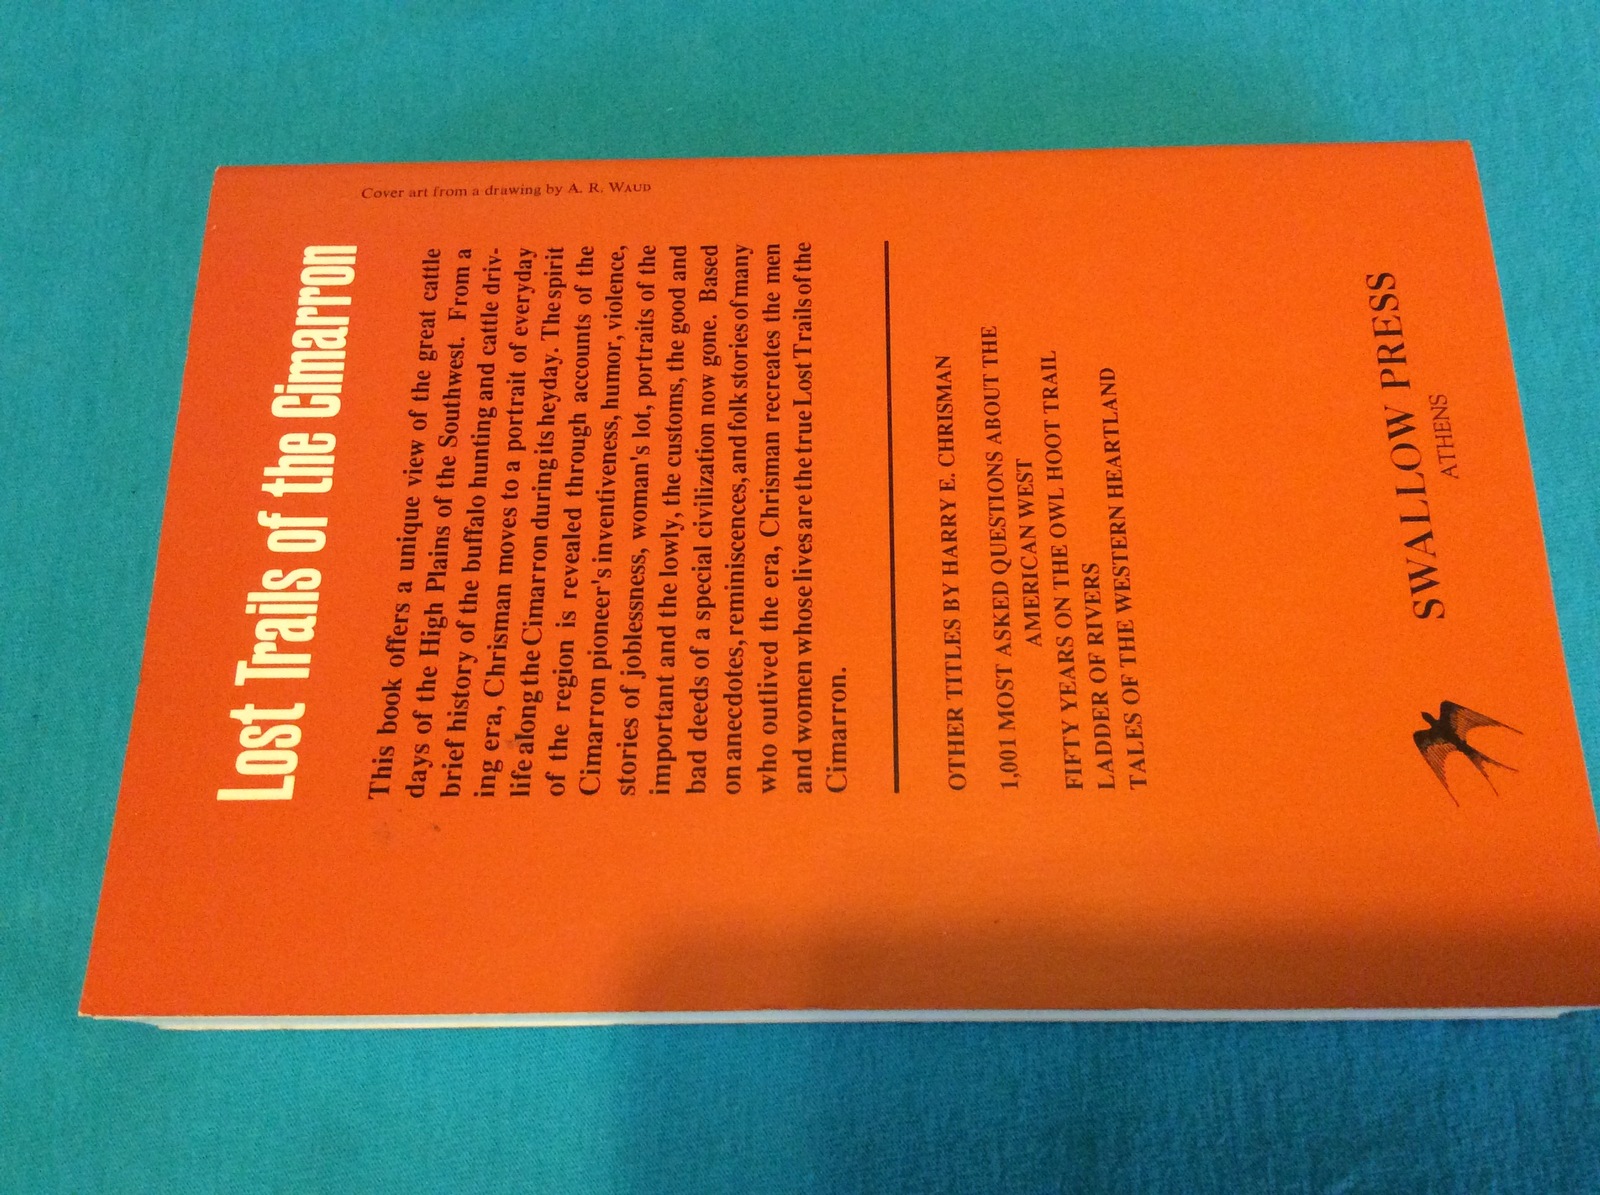 Lost Trails of the Cimarron
This book offers a unique view of the great cattle
days of the High Plains of the Southwest. From a
brief history of the buffalo hunting and cattle driv-
ing era, Chrisman moves to a portrait of everyday
life along the Cimarron during its heyday. The spirit
of the region is revealed through accounts of the
Cimarron pioneer's inventiveness, humor, violence,
stories of joblessness, woman's lot, portraits of the
important and the lowly, the customs, the good and
bad deeds of a special civilization now gone. Based
on anecdotes, reminiscences, and folk stories of many
who outlived the era, Chrisman recreates the men
and women whose lives are the true Lost Trails of the
Cimarron.
OTHER TITLES BY HARRY E. CHRISMAN
1,001 MOST ASKED QUESTIONS ABOUT THE
AMERICAN WEST
FIFTY YEARS ON THE OWL HOOT TRAIL
LADDER OF RIVERS
TALES OF THE WESTERN HEARTLAND
SWALLOW PRESS
ATHENS
Cover art from a drawing by A. R. WAUD